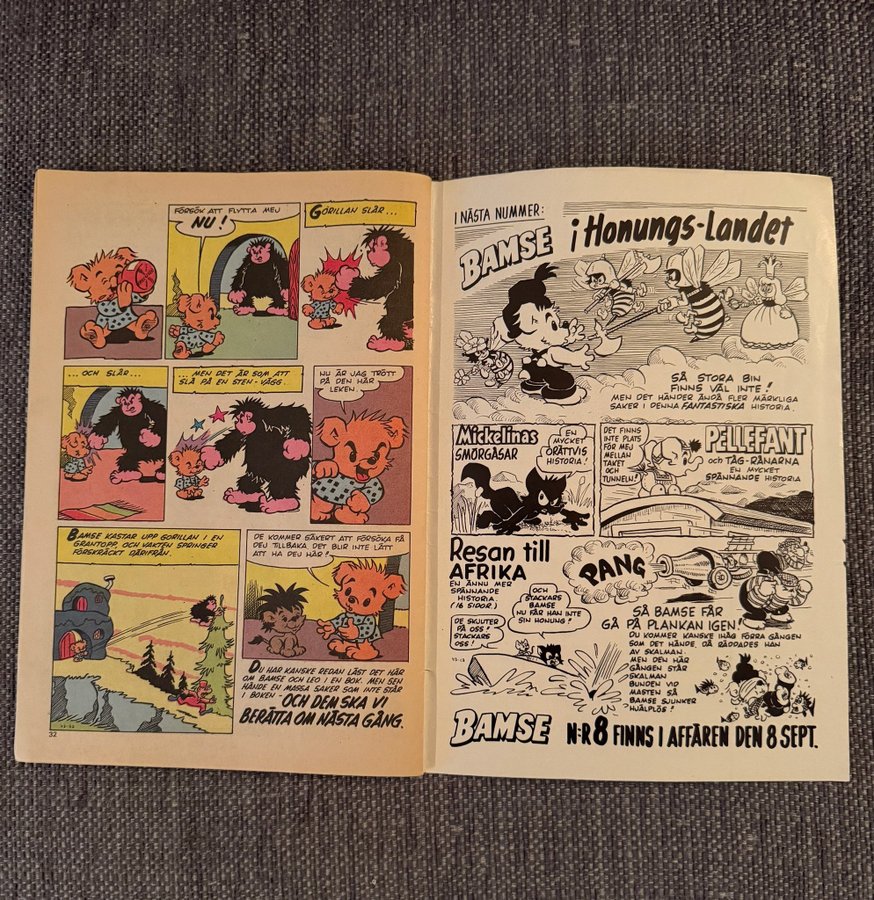 FÖRSÖK ATT FLYTTA MEJ
NU!
GORILLAN SLÅR...
...OCH SLÅR...
...MEN DET ÄR SOM ATT
SLÅ PÅ EN STEN-VÄGG.
NU ÄR JAG TRÖTT
PÅ DEN HÄR
LEKEN.
BAMSE KASTAR UPP GORILLAN I EN
GRANTOPP, OCH VAKTEN SPRINGER
FÖRSKRÄCKT DÄRIFRÅN.
DE KOMMER SÄKERT ATT FÖRSÖKA FÅ
DEJ TILLBAKA. DET BLIR INTE LÄTT
ATT HA DEJ HÄR!
DU HAR KANSKE REDAN LÄST DET HÄR
OM BAMSE OCH LEO I EN BOK. MEN SEN
HÄNDE EN MASSA SAKER SOM INTE STÅR
I BOKEN - OCH DEM SKA VI
BERÄTTA OM NÄSTA GÅNG.
32
I NÄSTA NUMMER:
BAMSE i Honungs-Landet
SÅ STORA BIN
FINNS VÄL INTE!
MEN DET HÄNDER ÄNDÅ FLER MÄRKLIGA
SAKER I DENNA FANTASTISKA HISTORIA.
Mickelinas
SMÖRGÅSAR
EN
MYCKET
ORÄTTVIS
HISTORIA!
DET FINNS
INTE PLATS
FÖR MEJ
MELLAN
TAKET
OCH
TUNNELN!
PELLEFANT
OCH TÅG-RÅNARNA
EN MYCKET
SPÄNNANDE HISTORIA
Resan till
AFRIKA
EN ÄNNU MER
SPÄNNANDE
HISTORIA.
(16 SIDOR.)
DE SKJUTER
PÅ OSS!
STACKARS
OSS!
OCH
STACKARS
BAMSE
NU FÅR HAN INTE
SIN HONUNG!
PANG
SÅ BAMSE FÅR
GÅ PÅ PLANKAN IGEN!
DU KOMMER KANSKE IHÅG FÖRRA GÅNGEN
SOM DET HÄNDE, DÅ RÄDDADES HAN
AV SKALMAN.
MEN DEN HÄR
GÅNGEN STÅR
SKALMAN
BUNDEN VID
MASTEN SÅ
BAMSE SJUNKER
HJÄLPLÖS!
BAMSE N:R 8 FINNS I AFFÄREN DEN 8 SEPT.